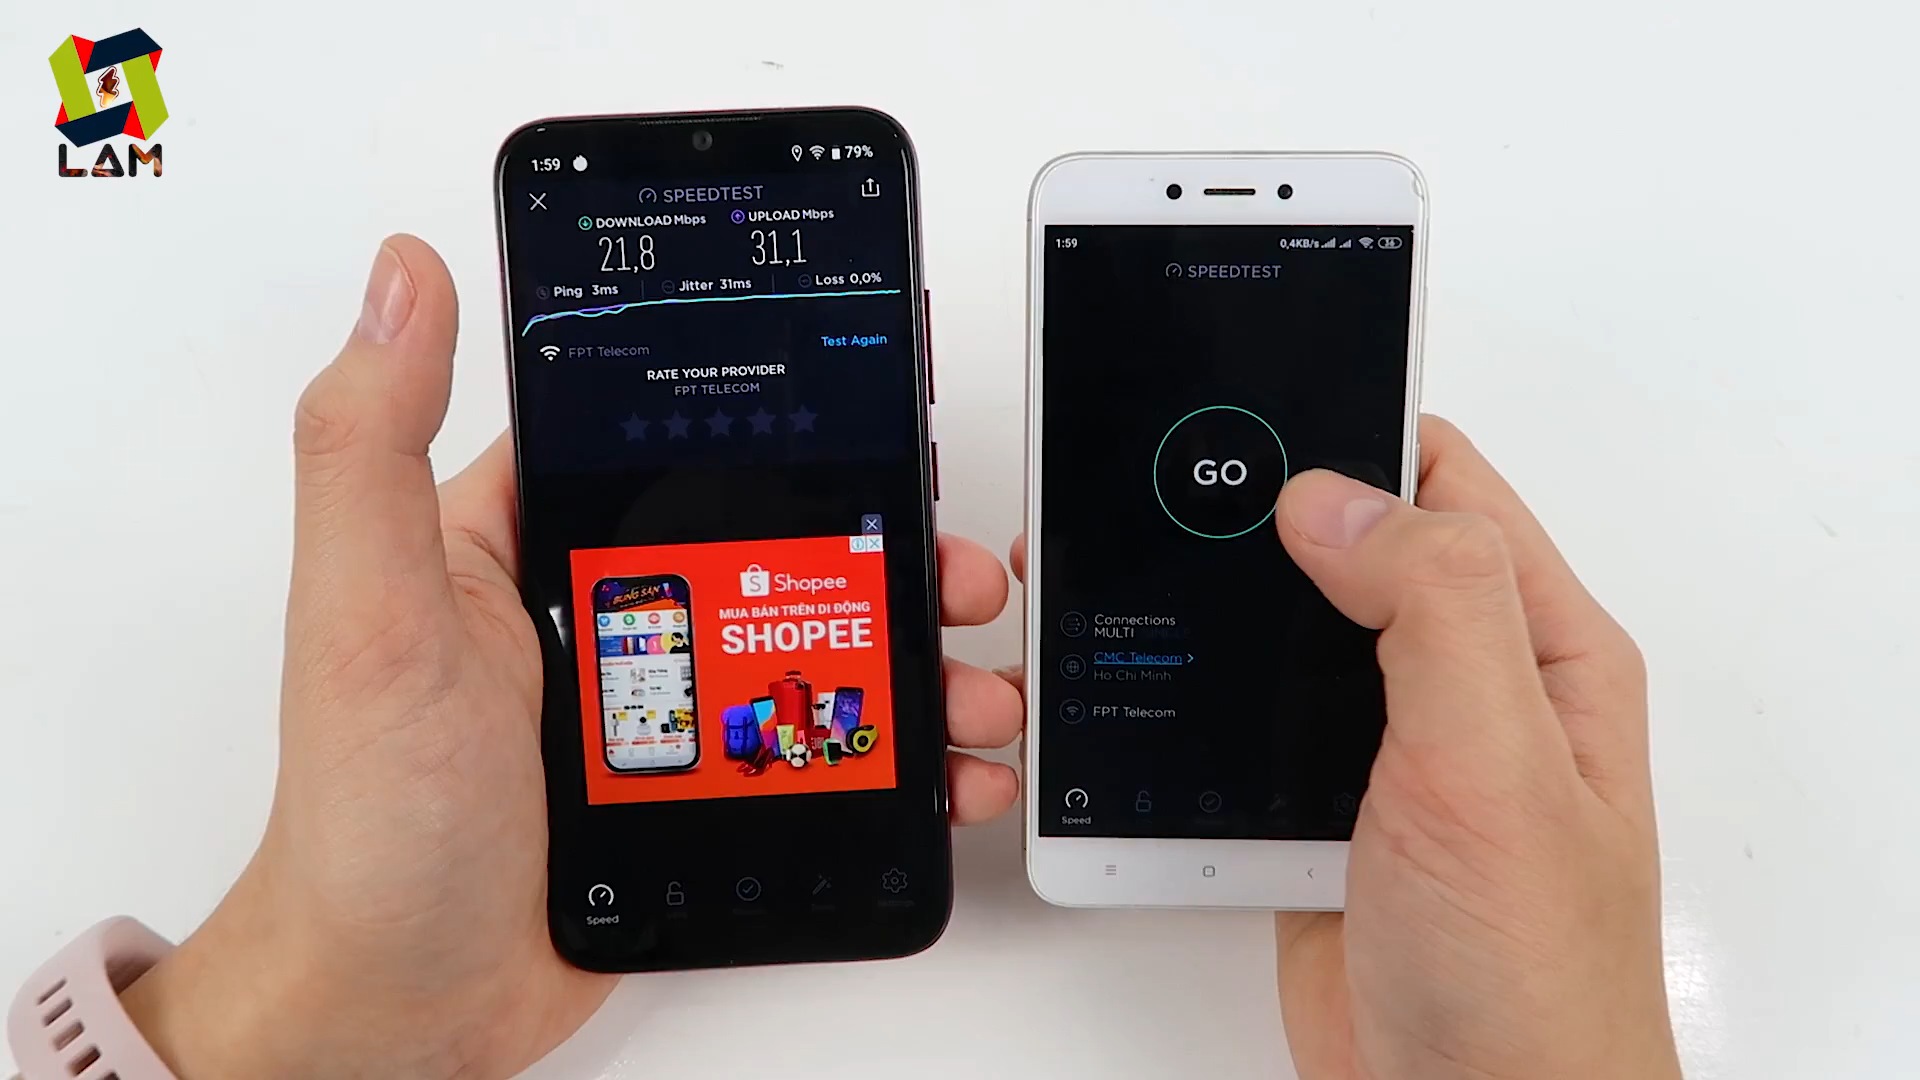 LAM
1:59
79%
SPEEDTEST
DOWNLOAD Mbps
UPLOAD Mbps
21,8
31,1
Ping 3ms
Jitter 31ms
Loss 0,0%
FPT Telecom
Test Again
RATE YOUR PROVIDER
FPT TELECOM
Shopee
MUA BÁN TRÊN DI ĐỘNG
SHOPEE
Speed
1:59
0,4KB/s
36
SPEEDTEST
GO
Connections
MULTI
CMC Telecom >
Ho Chi Minh
FPT Telecom
Speed